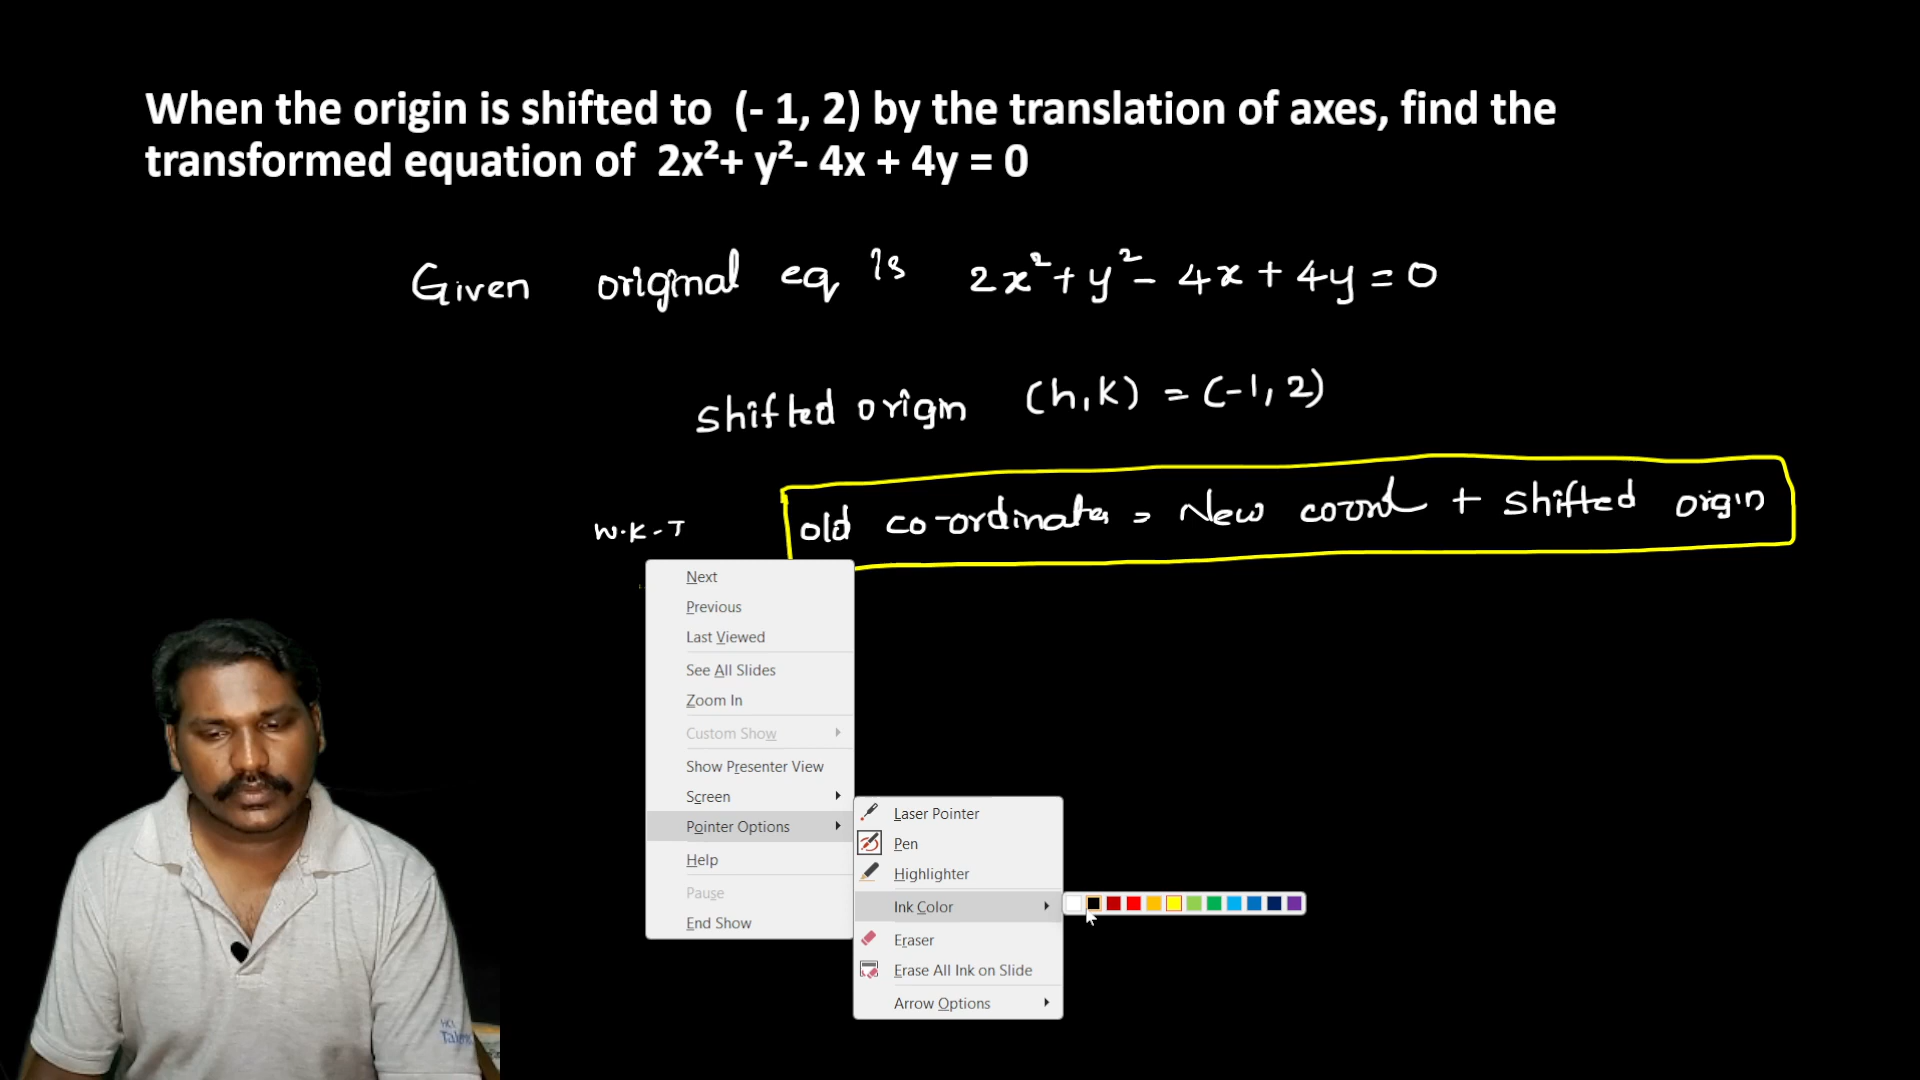 When the origin is shifted to (- 1, 2) by the translation of axes, find the
transformed equation of 2x²+ y²- 4x + 4y = 0
Given original eq is 2x²+y²- 4x + 4y = 0
shifted origin (h,k) = (-1, 2)
W.K-T old co-ordinates = New coord + shifted origin
Next
Previous
Last Viewed
See All Slides
Zoom In
Custom Show
Show Presenter View
Screen
Pointer Options
Help
Pause
End Show
Laser Pointer
Pen
Highlighter
Ink Color
Eraser
Erase All Ink on Slide
Arrow Options
HCL